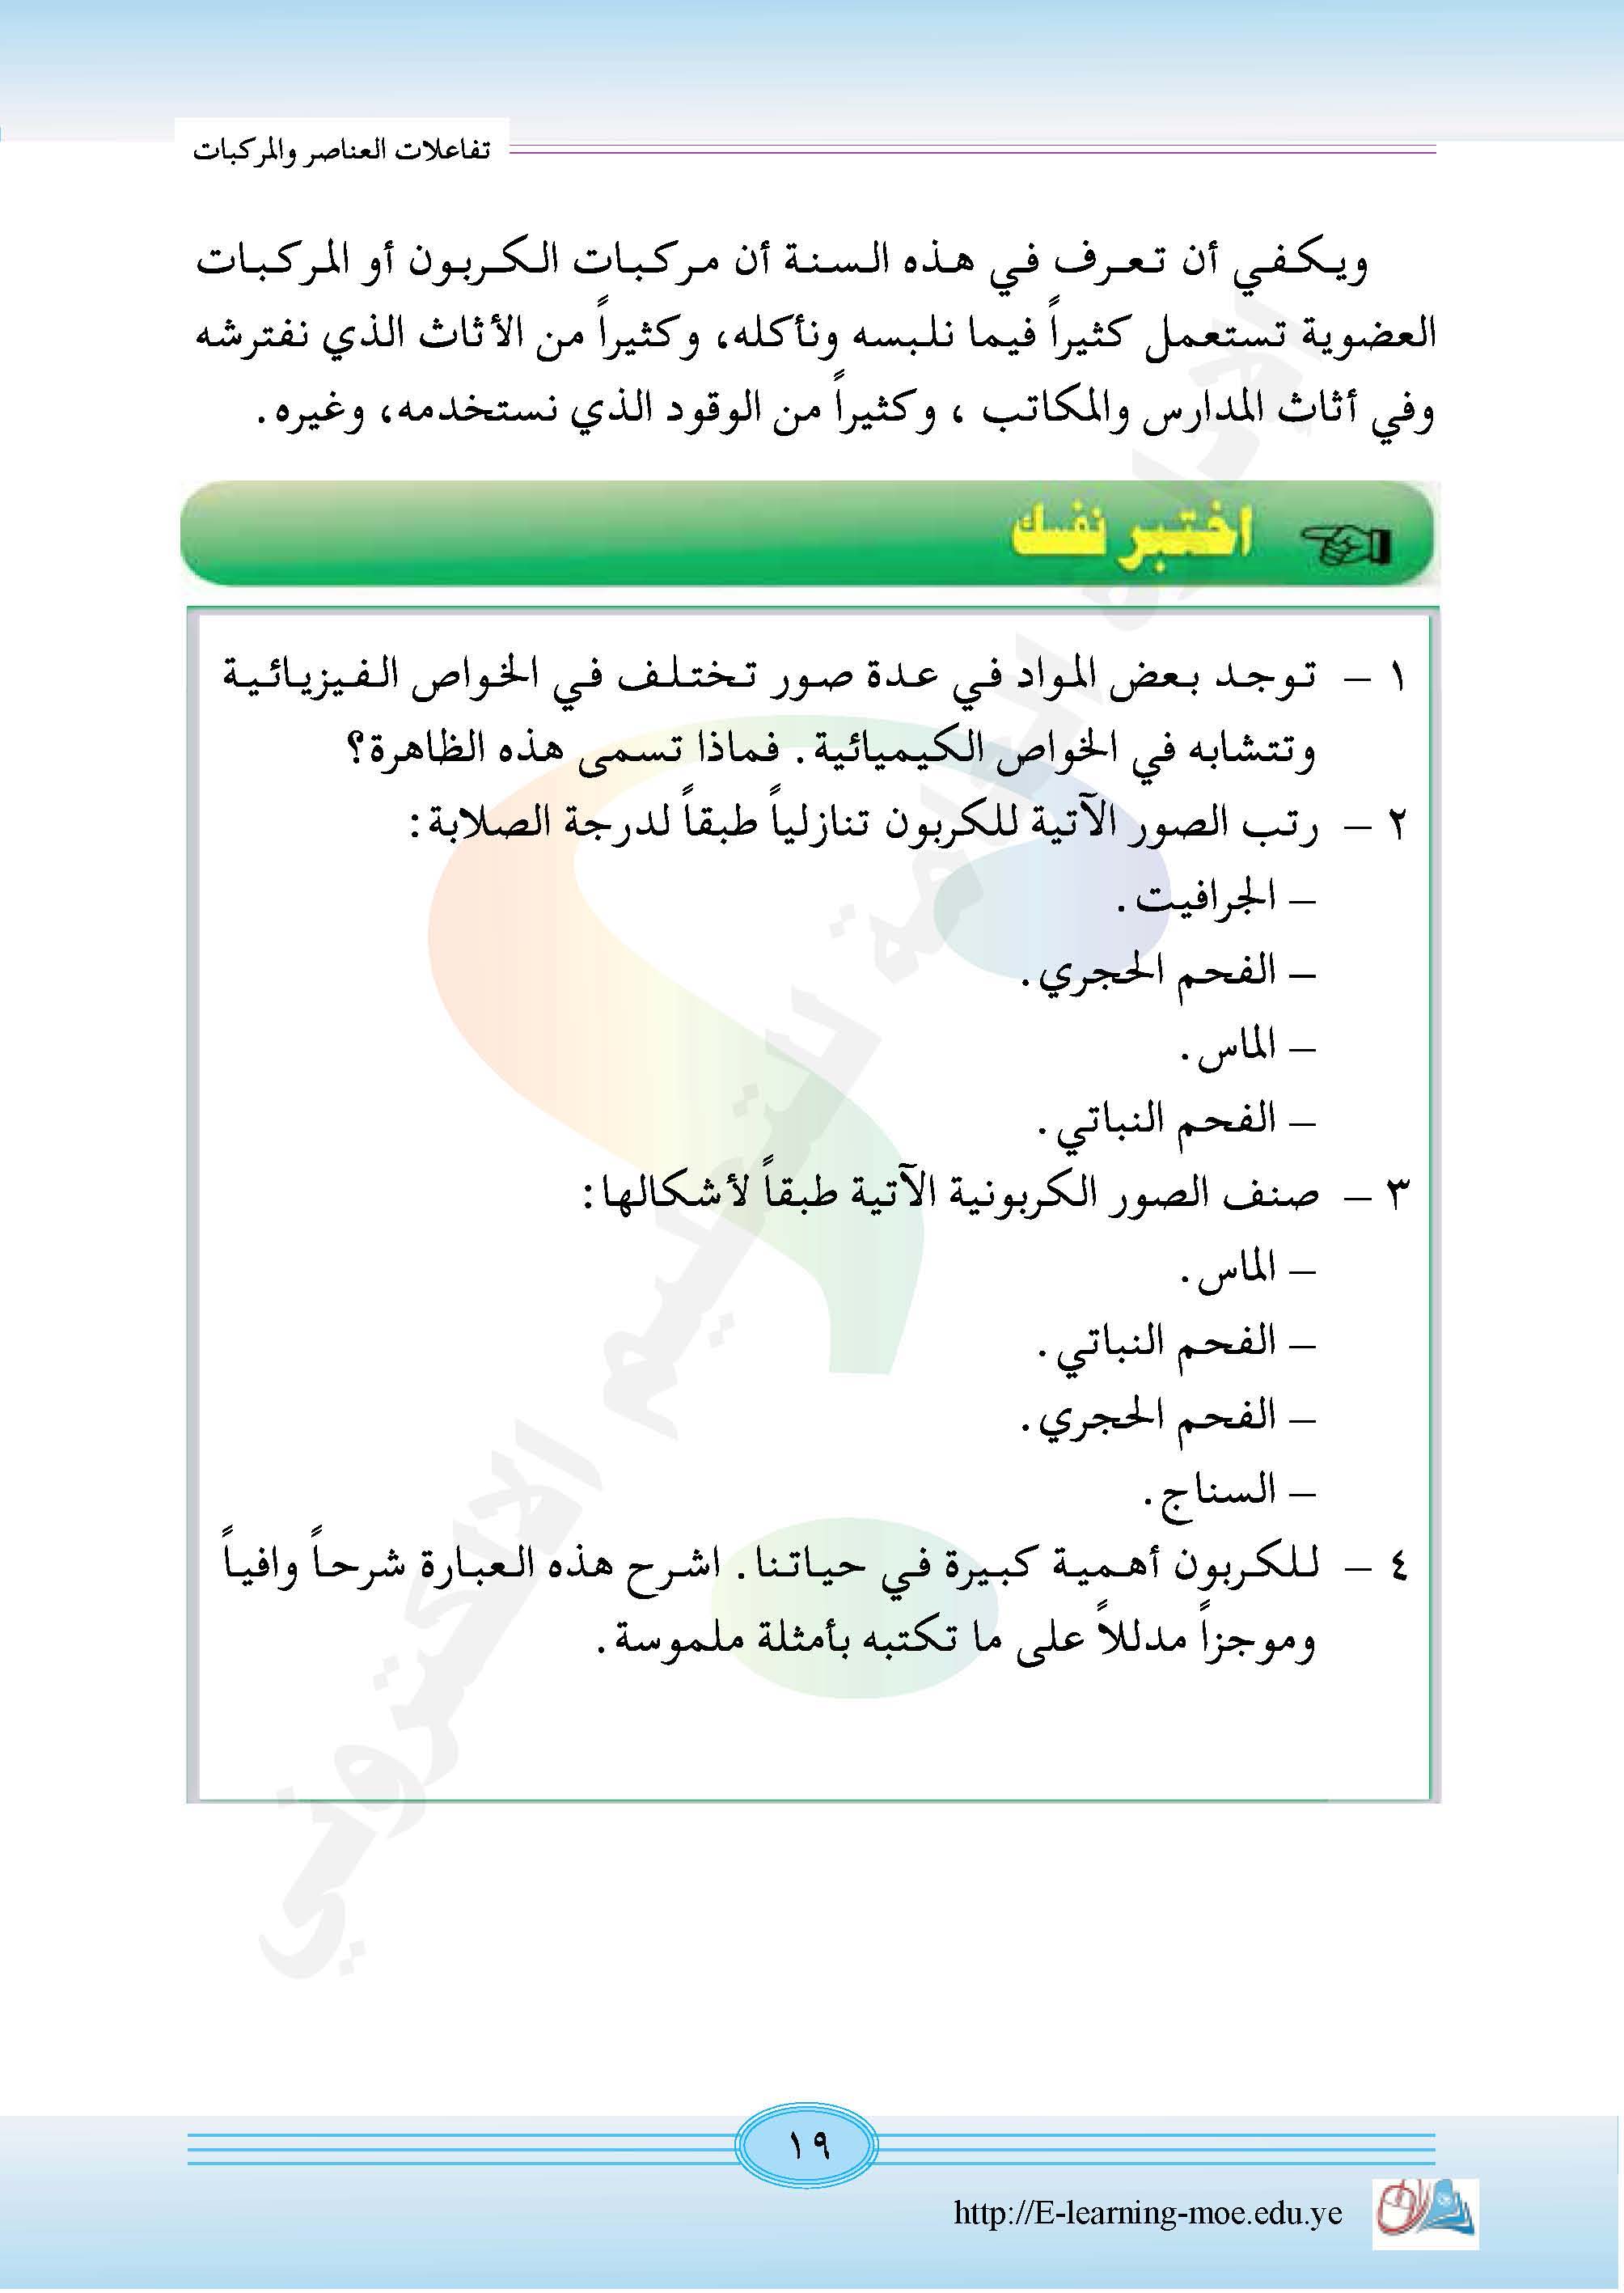 تفاعلات العناصر والمركبات
ويكفي أن تعرف في هذه السنة أن مركبات الكربون أو المركبات
العضوية تستعمل كثيراً فيما نلبسه ونأكله، وكثيراً من الأثاث الذي نفترشه
وفي أثاث المدارس والمكاتب ، وكثيراً من الوقود الذي نستخدمه، وغيره .
اختبر نفسك
١ – توجد بعض المواد في عدة صور تختلف في الخواص الفيزيائية
وتتشابه في الخواص الكيميائية . فماذا تسمى هذه الظاهرة؟
٢ – رتب الصور الآتية للكربون تنازلياً طبقاً لدرجة الصلابة :
– الجرافيت .
– الفحم الحجري .
– الماس .
– الفحم النباتي .
٣ – صنف الصور الكربونية الآتية طبقاً لأشكالها :
– الماس .
– الفحم النباتي .
– الفحم الحجري .
– السناج .
٤ – للكربون أهمية كبيرة في حياتنا . اشرح هذه العبارة شرحاً وافياً
وموجزاً مدللاً على ما تكتبه بأمثلة ملموسة .
الإدارة العامة للتعليم الالكتروني
١٩
http://E-learning-moe.edu.ye